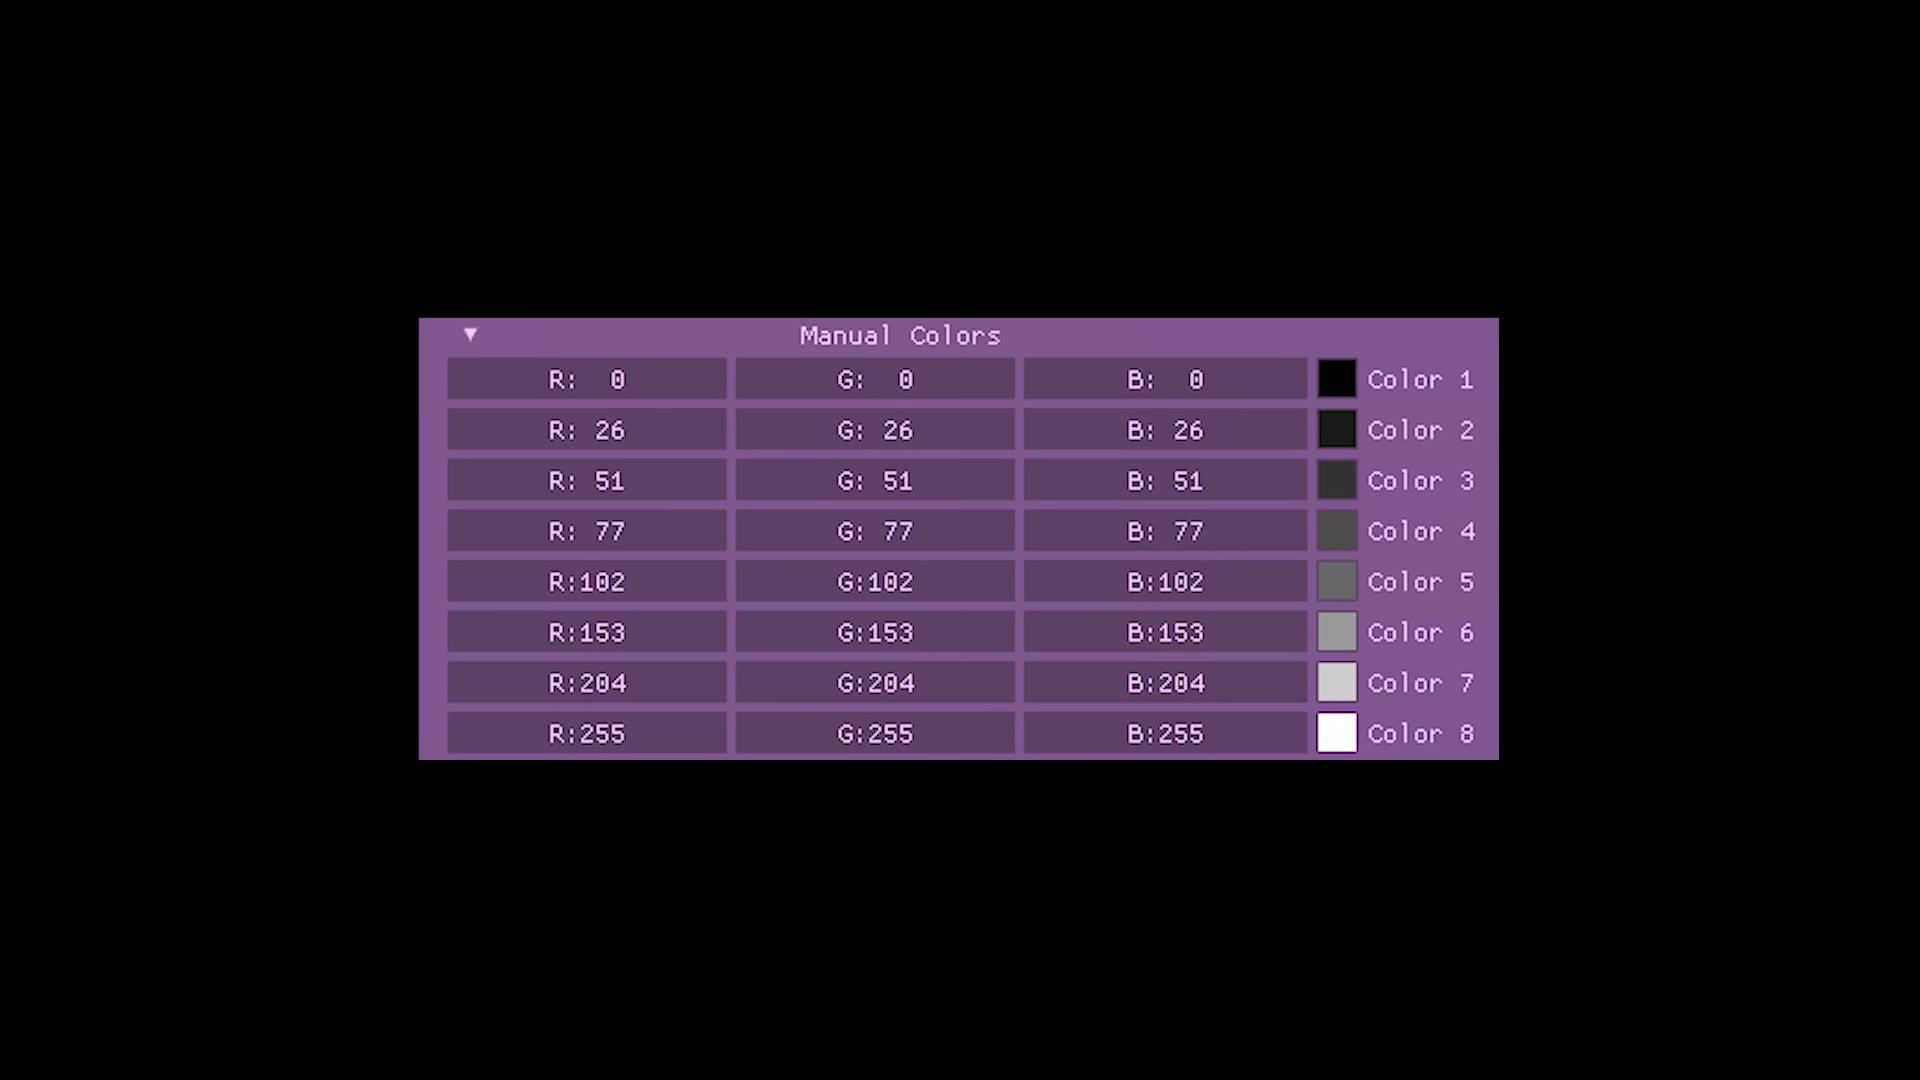 ▼ Manual Colors
R:  0 G:  0 B:  0 Color 1
R: 26 G: 26 B: 26 Color 2
R: 51 G: 51 B: 51 Color 3
R: 77 G: 77 B: 77 Color 4
R:102 G:102 B:102 Color 5
R:153 G:153 B:153 Color 6
R:204 G:204 B:204 Color 7
R:255 G:255 B:255 Color 8